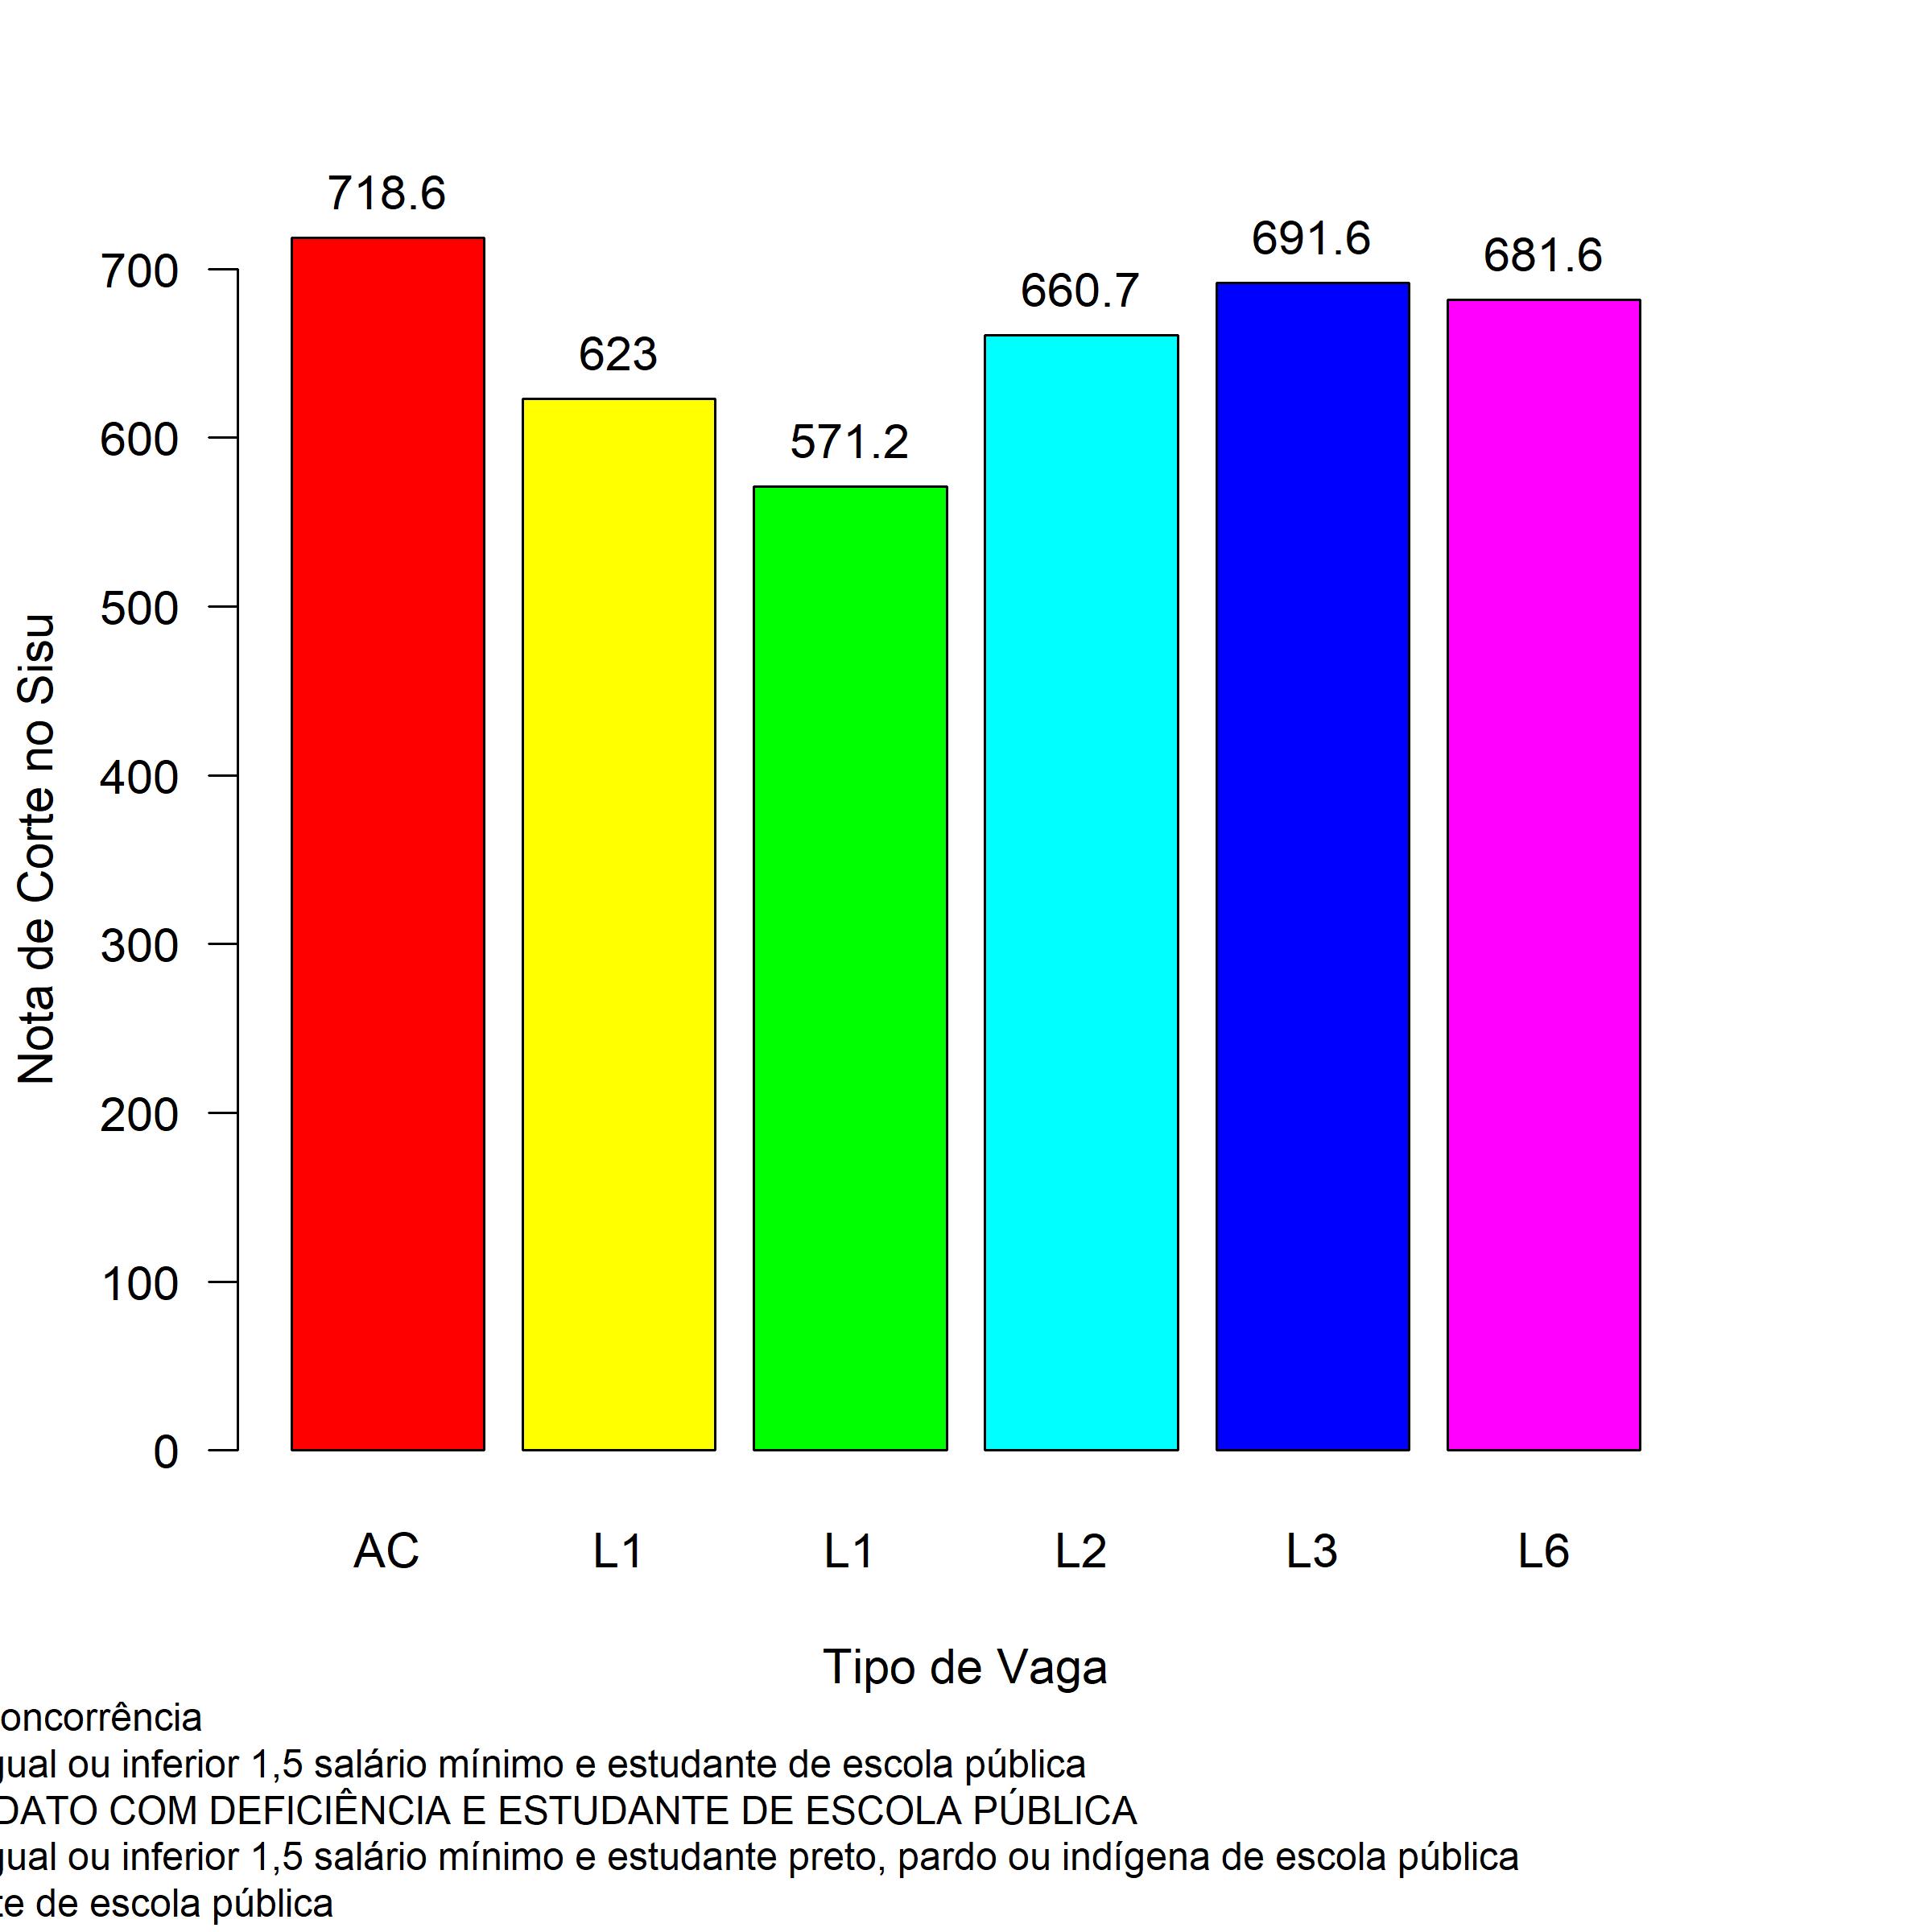 718.6
623
571.2
660.7
691.6
681.6
700
600
500
400
300
200
100
0
Nota de Corte no Sisu
AC L1 L1 L2 L3 L6
Tipo de Vaga
oncorrência
ou inferior 1,5 salário mínimo e estudante de escola pública
DATO COM DEFICIÊNCIA E ESTUDANTE DE ESCOLA PÚBLICA
ou inferior 1,5 salário mínimo e estudante preto, pardo ou indígena de escola pública
de escola pública